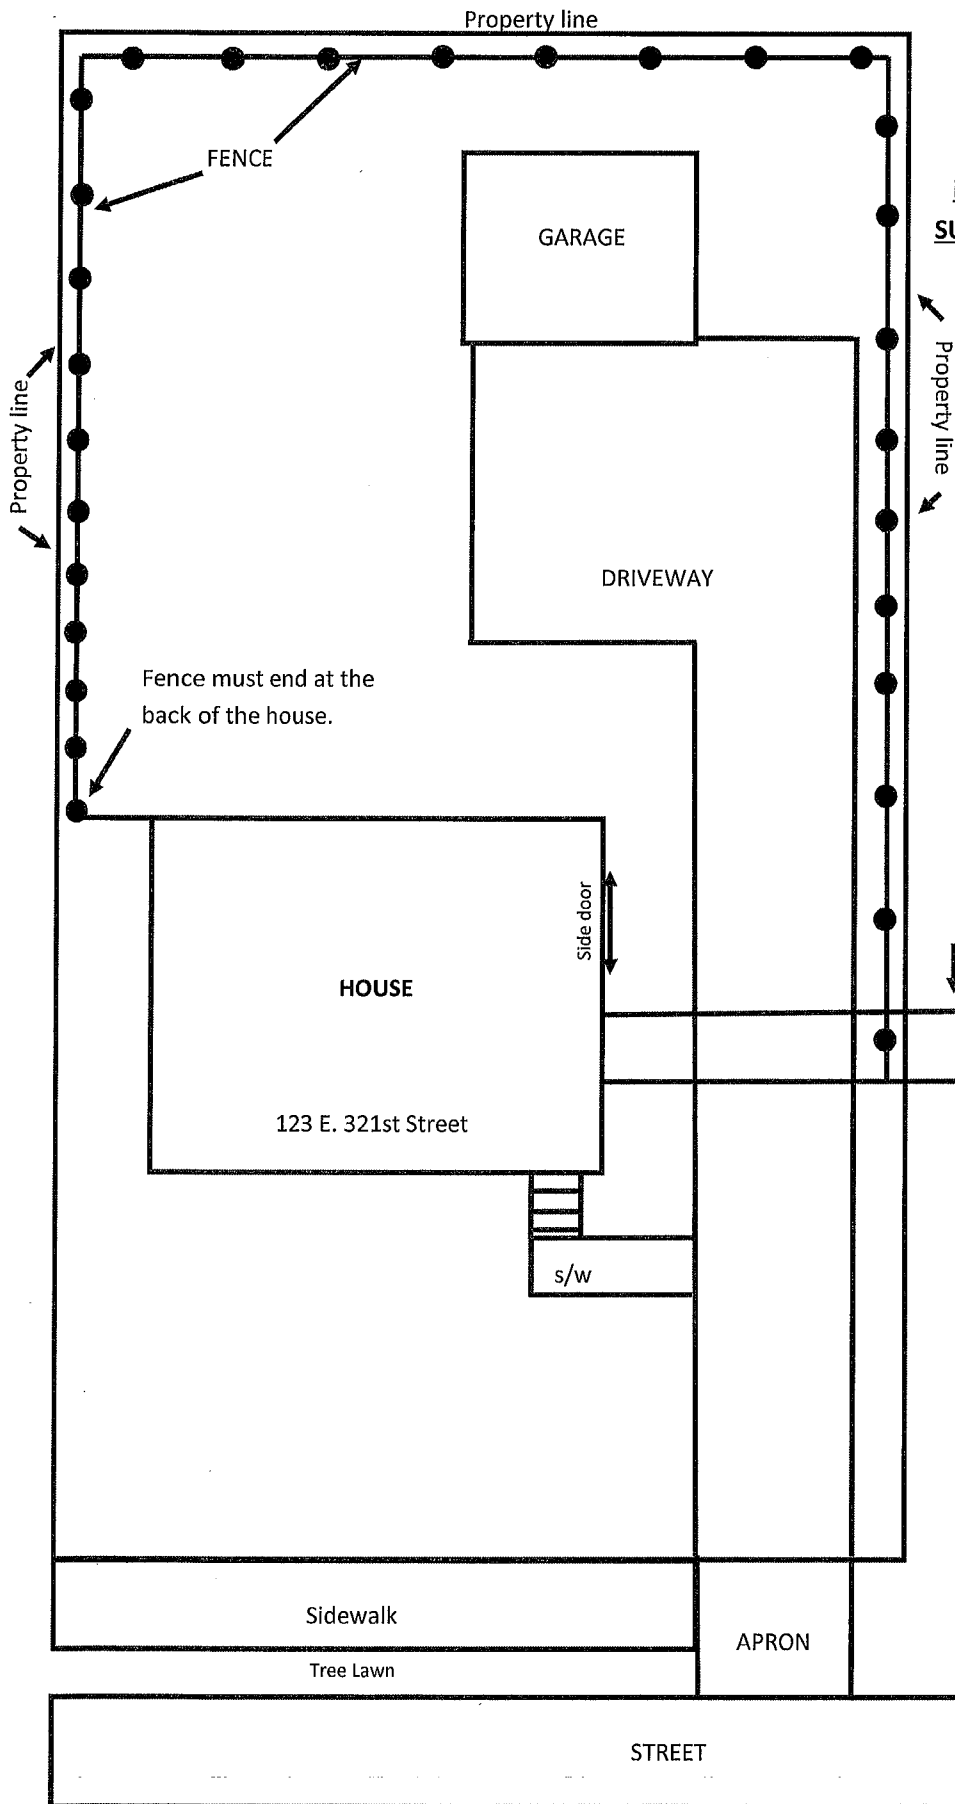 Property line
FENCE
GARAGE
SU
Property line
Property line
DRIVEWAY
Fence must end at the
back of the house.
Side door
HOUSE
123 E. 321st Street
s/w
Sidewalk
APRON
Tree Lawn
STREET